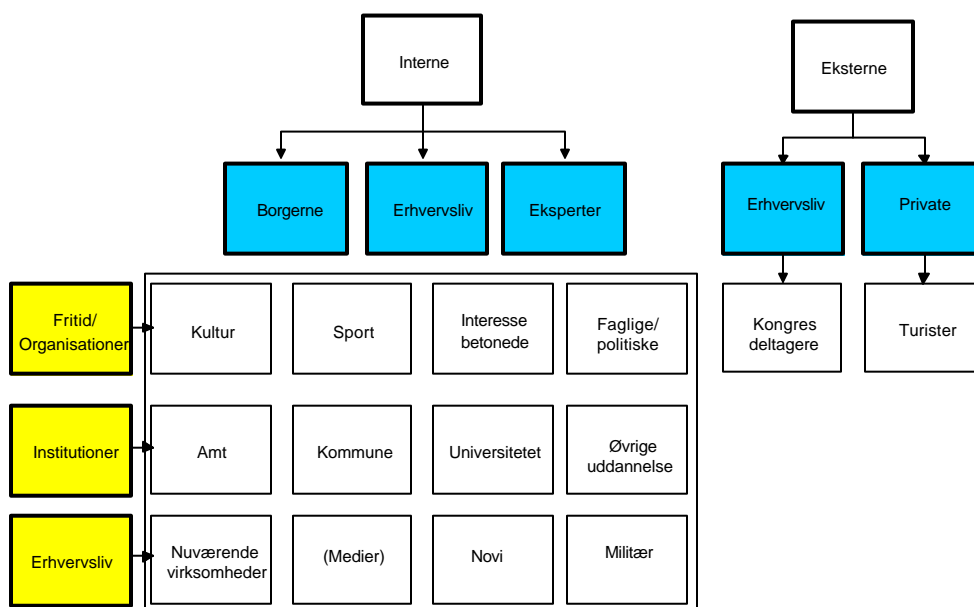 Interne
Eksterne
Borgerne
Erhvervsliv
Eksperter
Erhvervsliv
Private
Fritid/
Organisationer
Kultur
Sport
Interesse
betonede
Faglige/
politiske
Kongres
deltagere
Turister
Institutioner
Amt
Kommune
Universitetet
Øvrige
uddannelse
Erhvervsliv
Nuværende
virksomheder
(Medier)
Novi
Militær